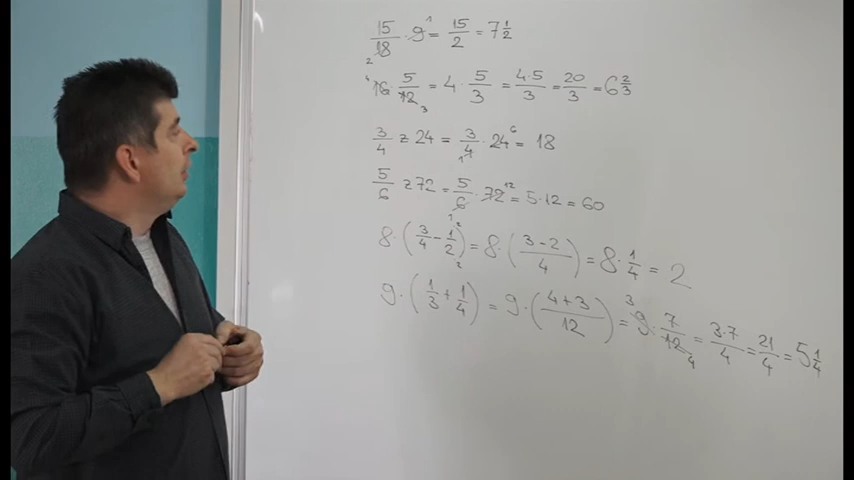 15/18 · 9 = 15/2 = 7 1/2
16 · 5/12 = 4 · 5/3 = 4·5/3 = 20/3 = 6 2/3
3/4 z 24 = 3/4 · 24 = 18
5/6 z 72 = 5/6 · 72 = 5 · 12 = 60
8 · (3/4 - 1/2) = 8 · (3-2/4) = 8 · 1/4 = 2
9 · (1/3 + 1/4) = 9 · (4+3/12) = 9 · 7/12 = 3·7/4 = 21/4 = 5 1/4